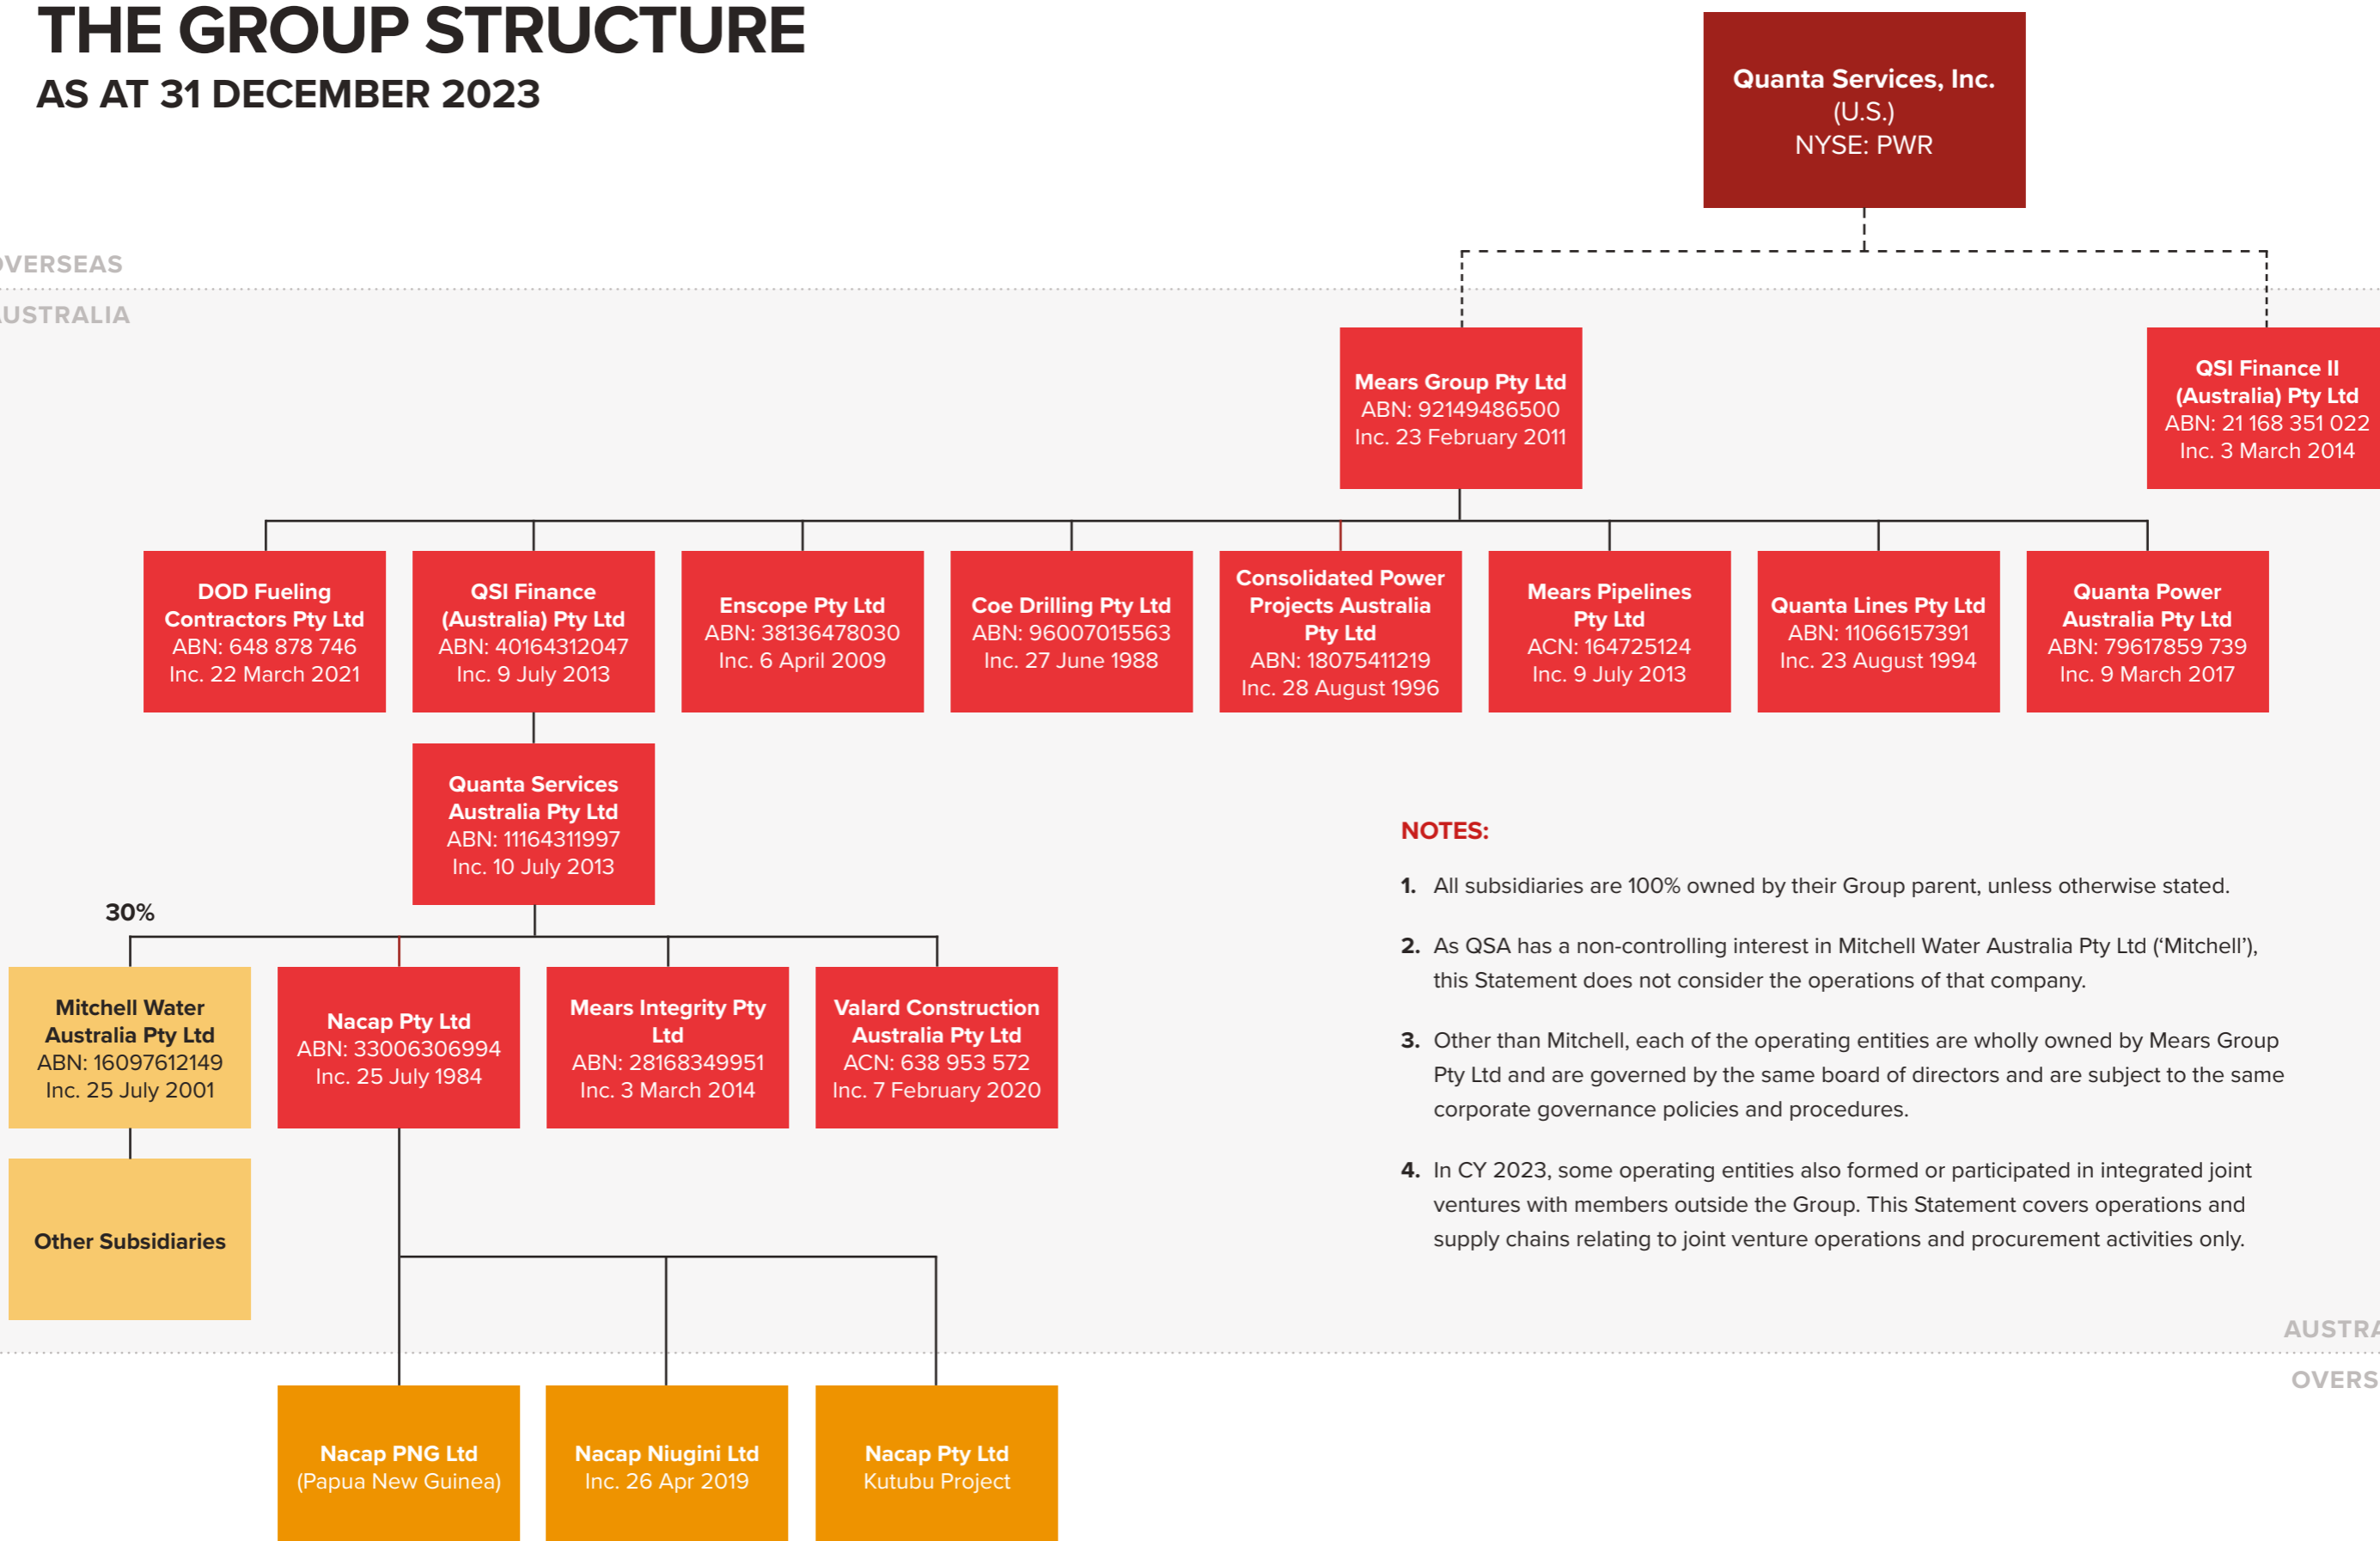 THE GROUP STRUCTURE
AS AT 31 DECEMBER 2023
Quanta Services, Inc.
(U.S.)
NYSE: PWR
OVERSEAS
AUSTRALIA
Mears Group Pty Ltd
ABN: 92149486500
Inc. 23 February 2011
QSI Finance II
(Australia) Pty Ltd
ABN: 21 168 351 022
Inc. 3 March 2014
DOD Fueling
Contractors Pty Ltd
ABN: 648 878 746
Inc. 22 March 2021
QSI Finance
(Australia) Pty Ltd
ABN: 40164312047
Inc. 9 July 2013
Enscope Pty Ltd
ABN: 38136478030
Inc. 6 April 2009
Coe Drilling Pty Ltd
ABN: 96007015563
Inc. 27 June 1988
Consolidated Power
Projects Australia
Pty Ltd
ABN: 18075411219
Inc. 28 August 1996
Mears Pipelines
Pty Ltd
ACN: 164725124
Inc. 9 July 2013
Quanta Lines Pty Ltd
ABN: 11066157391
Inc. 23 August 1994
Quanta Power
Australia Pty Ltd
ABN: 79617859 739
Inc. 9 March 2017
Quanta Services
Australia Pty Ltd
ABN: 11164311997
Inc. 10 July 2013
30%
Mitchell Water
Australia Pty Ltd
ABN: 16097612149
Inc. 25 July 2001
Nacap Pty Ltd
ABN: 33006306994
Inc. 25 July 1984
Mears Integrity Pty
Ltd
ABN: 28168349951
Inc. 3 March 2014
Valard Construction
Australia Pty Ltd
ACN: 638 953 572
Inc. 7 February 2020
Other Subsidiaries
Nacap PNG Ltd
(Papua New Guinea)
Nacap Niugini Ltd
Inc. 26 Apr 2019
Nacap Pty Ltd
Kutubu Project
NOTES:
1. All subsidiaries are 100% owned by their Group parent, unless otherwise stated.
2. As QSA has a non-controlling interest in Mitchell Water Australia Pty Ltd (‘Mitchell’),
this Statement does not consider the operations of that company.
3. Other than Mitchell, each of the operating entities are wholly owned by Mears Group
Pty Ltd and are governed by the same board of directors and are subject to the same
corporate governance policies and procedures.
4. In CY 2023, some operating entities also formed or participated in integrated joint
ventures with members outside the Group. This Statement covers operations and
supply chains relating to joint venture operations and procurement activities only.
AUSTRA
OVERS